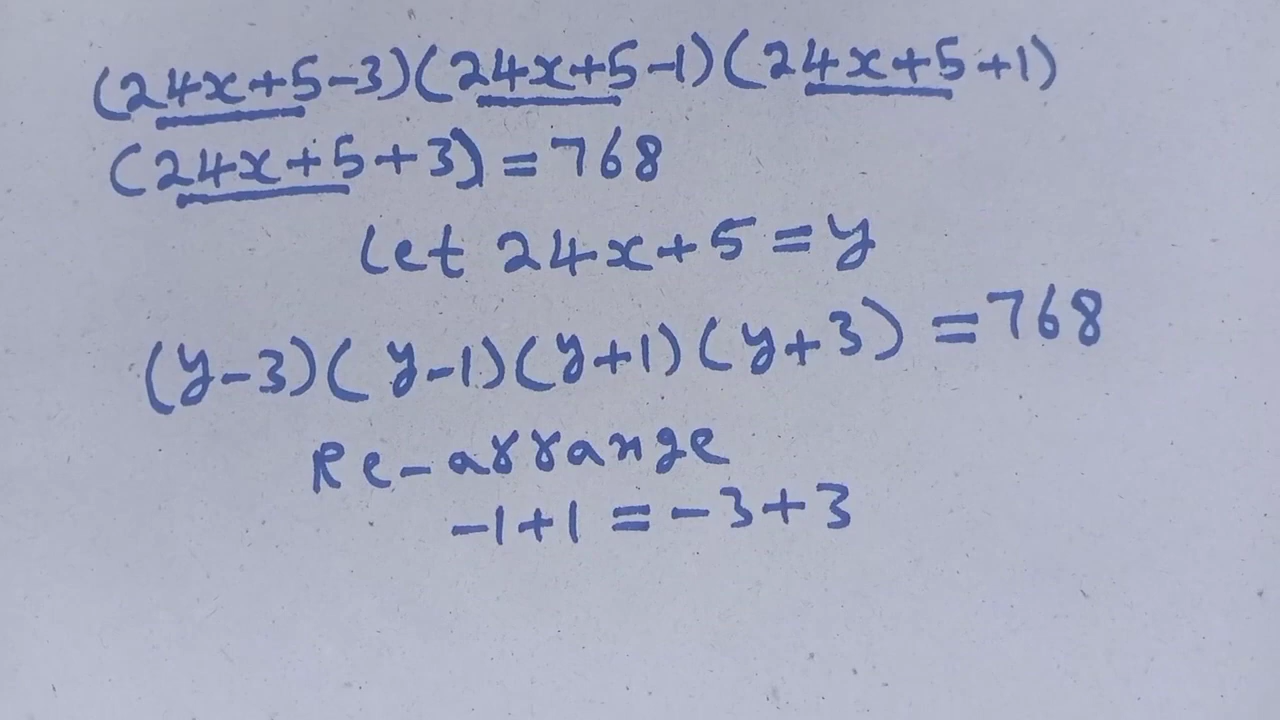 (24x+5-3)(24x+5-1)(24x+5+1)
(24x+5+3)=768
Let 24x+5=y
(y-3)(y-1)(y+1)(y+3)=768
Re-arrange
-1+1=-3+3